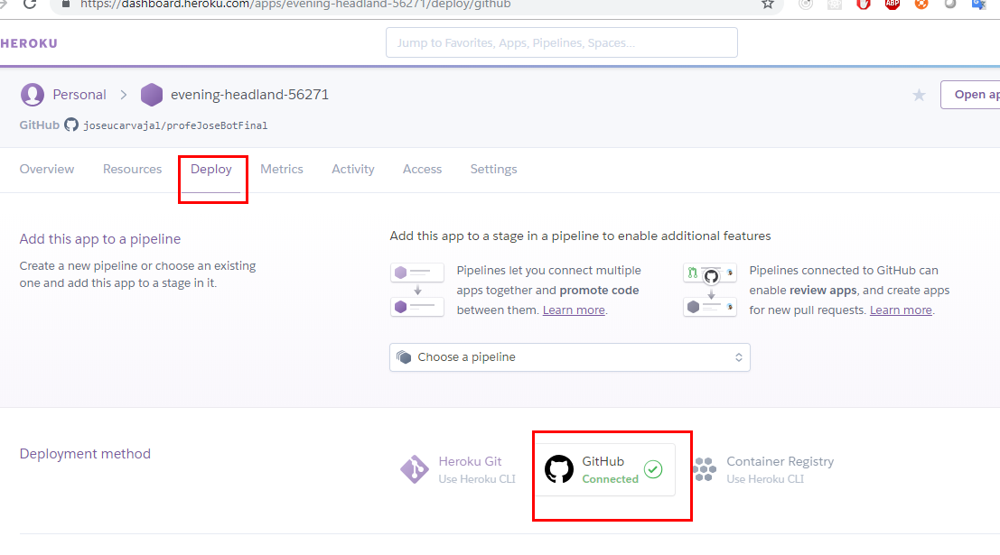 https://dashboard.heroku.com/apps/evening-headland-56271/deploy/github
ABP
HEROKU
Jump to Favorites, Apps, Pipelines, Spaces...
Personal > evening-headland-56271
Open ap
GitHub joseucarvajal/profeJoseBotFinal
Overview Resources Deploy Metrics Activity Access Settings
Add this app to a pipeline
Create a new pipeline or choose an existing
one and add this app to a stage in it.
Add this app to a stage in a pipeline to enable additional features
Pipelines let you connect multiple
apps together and promote code
between them. Learn more.
Pipelines connected to GitHub can
enable review apps, and create apps
for new pull requests. Learn more.
Choose a pipeline
Deployment method
Heroku Git
Use Heroku CLI
GitHub
Connected
Container Registry
Use Heroku CLI